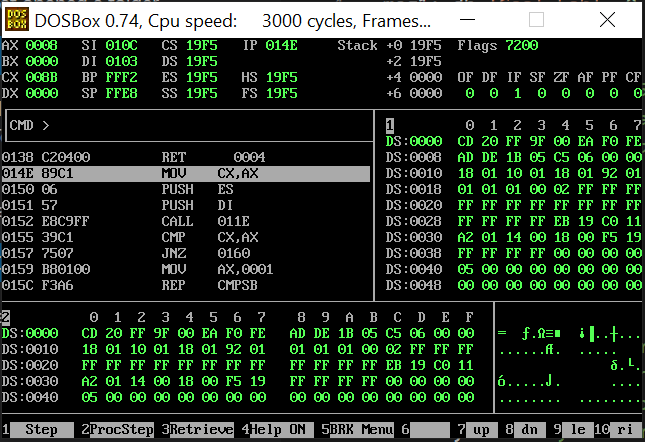 DOSBox 0.74, Cpu speed: 3000 cycles, Frames...
AX 0008 SI 010C CS 19F5 IP 014E Stack +0 19F5 Flags 7200
BX 0000 DI 0103 DS 19F5 +2 19F5
CX 008B BP FFF2 ES 19F5 HS 19F5 +4 0000 OF DF IF SF ZF AF PF CF
DX 0000 SP FFE8 SS 19F5 FS 19F5 +6 0000 0 0 1 0 0 0 0 0
CMD >
1 0 1 2 3 4 5 6 7
DS:0000 CD 20 FF 9F 00 EA F0 FE
DS:0008 AD DE 1B 05 C5 06 00 00
DS:0010 18 01 10 01 18 01 92 01
DS:0018 01 01 01 00 02 FF FF FF
DS:0020 FF FF FF FF FF FF FF FF
DS:0028 FF FF FF FF EB 19 C0 11
DS:0030 A2 01 14 00 18 00 F5 19
DS:0038 FF FF FF FF 00 00 00 00
DS:0040 05 00 00 00 00 00 00 00
DS:0048 00 00 00 00 00 00 00 00
0138 C20400 RET 0004
014E 89C1 MOV CX,AX
0150 06 PUSH ES
0151 57 PUSH DI
0152 E8C9FF CALL 011E
0155 39C1 CMP CX,AX
0157 7507 JNZ 0160
0159 B80100 MOV AX,0001
015C F3A6 REP CMPSB
2 0 1 2 3 4 5 6 7 8 9 A B C D E F
DS:0000 CD 20 FF 9F 00 EA F0 FE AD DE 1B 05 C5 06 00 00
DS:0010 18 01 10 01 18 01 92 01 01 01 01 00 02 FF FF FF
DS:0020 FF FF FF FF FF FF FF FF FF FF FF FF EB 19 C0 11
DS:0030 A2 01 14 00 18 00 F5 19 FF FF FF FF 00 00 00 00
DS:0040 05 00 00 00 00 00 00 00 00 00 00 00 00 00 00 00
= ƒ.Ω≡■ ¡▐..┼...
......ff. ....
δ.└.
ó.....J. ....
1 Step 2ProcStep 3Retrieve 4Help ON 5BRK Menu 6 7 up 8 dn 9 le 10 ri